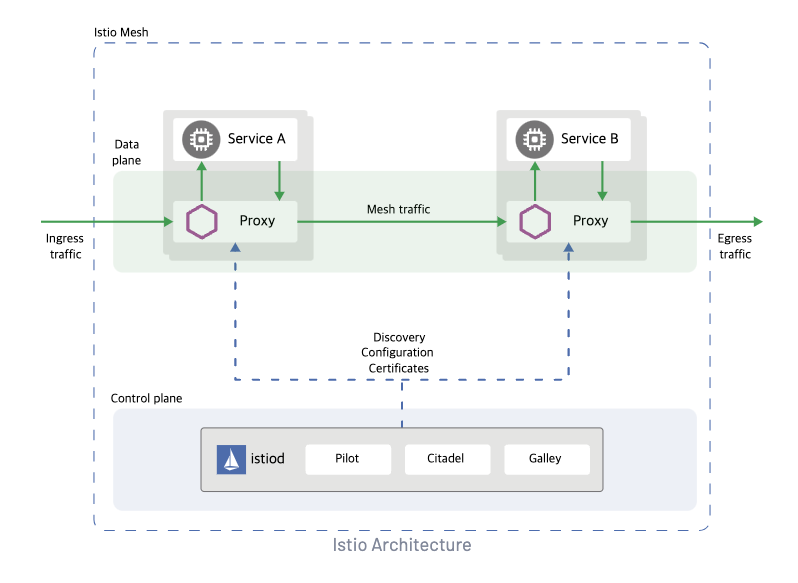 Istio Mesh
Data
plane
Service A
Service B
Proxy
Mesh traffic
Proxy
Ingress
traffic
Egress
traffic
Discovery
Configuration
Certificates
Control plane
istiod
Pilot
Citadel
Galley
Istio Architecture